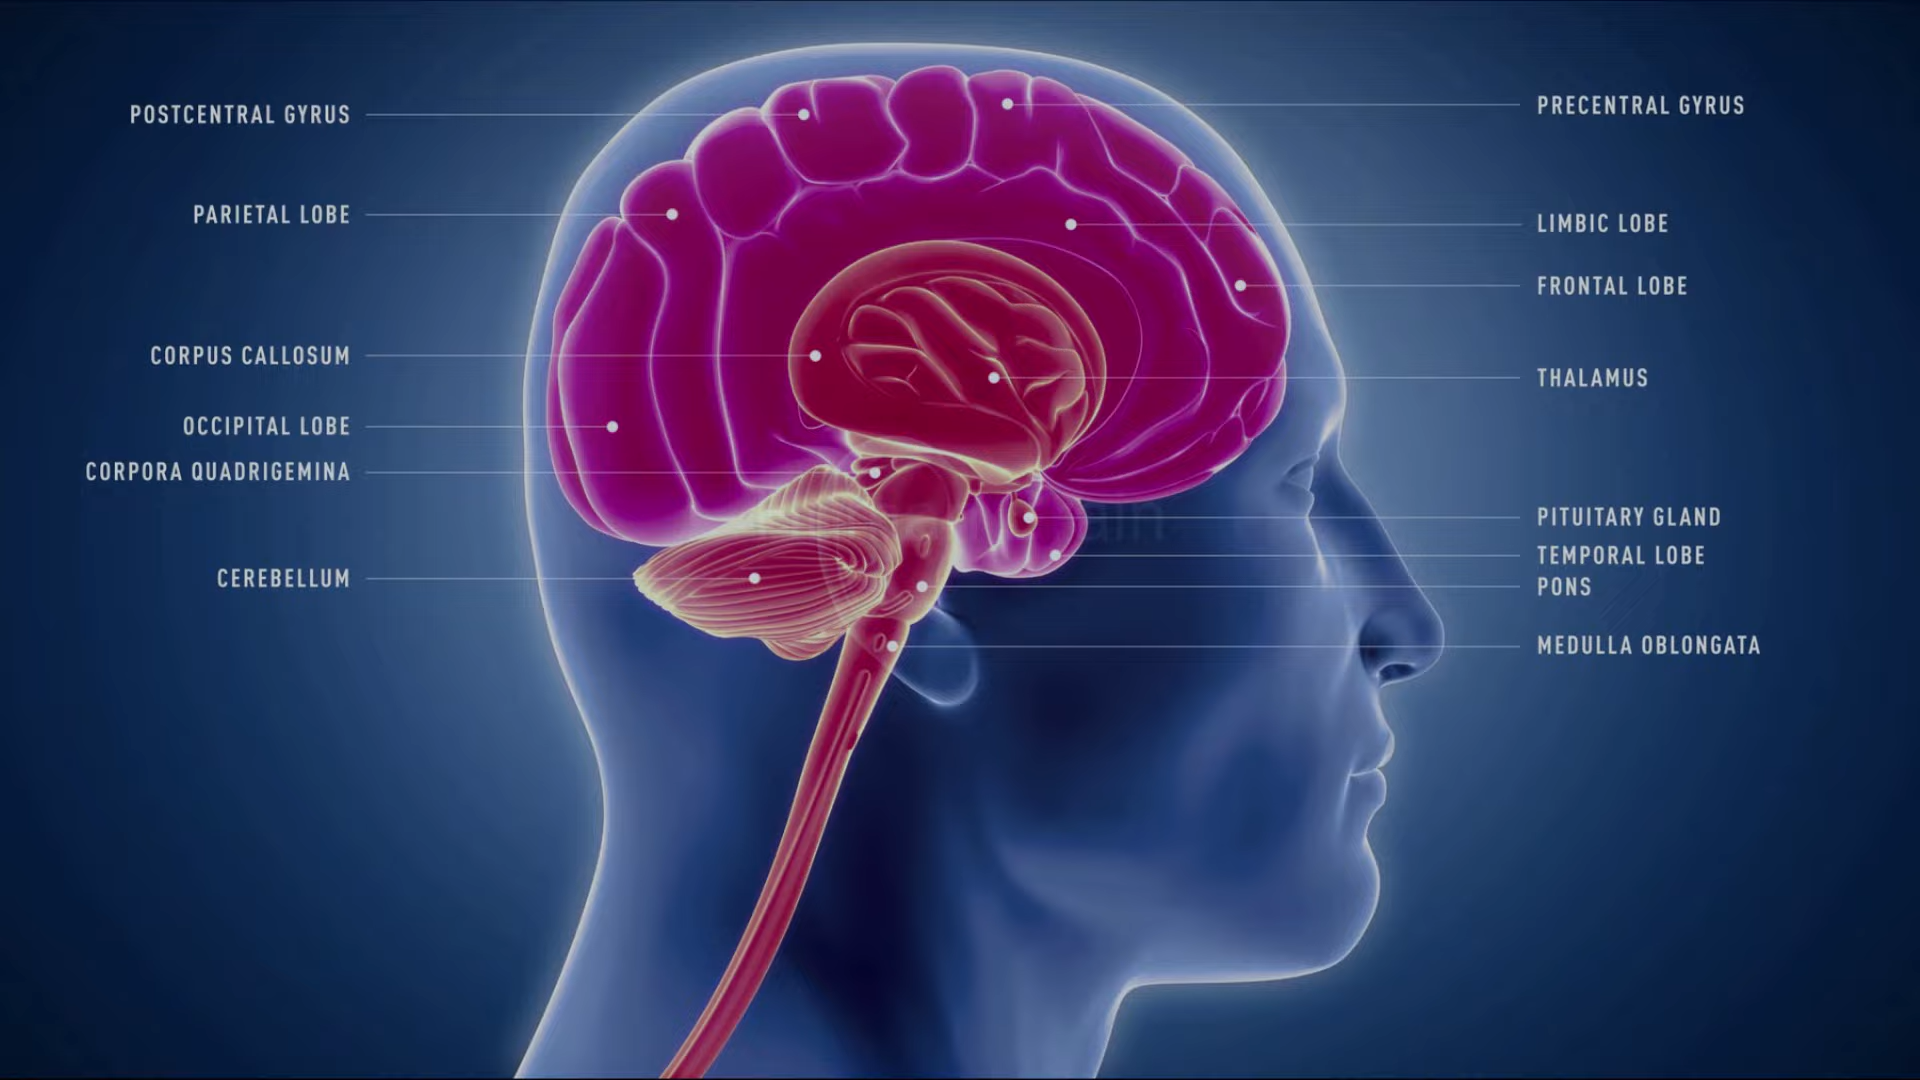 POSTCENTRAL GYRUS
PARIETAL LOBE
CORPUS CALLOSUM
OCCIPITAL LOBE
CORPORA QUADRIGEMINA
CEREBELLUM
PRECENTRAL GYRUS
LIMBIC LOBE
FRONTAL LOBE
THALAMUS
PITUITARY GLAND
TEMPORAL LOBE
PONS
MEDULLA OBLONGATA